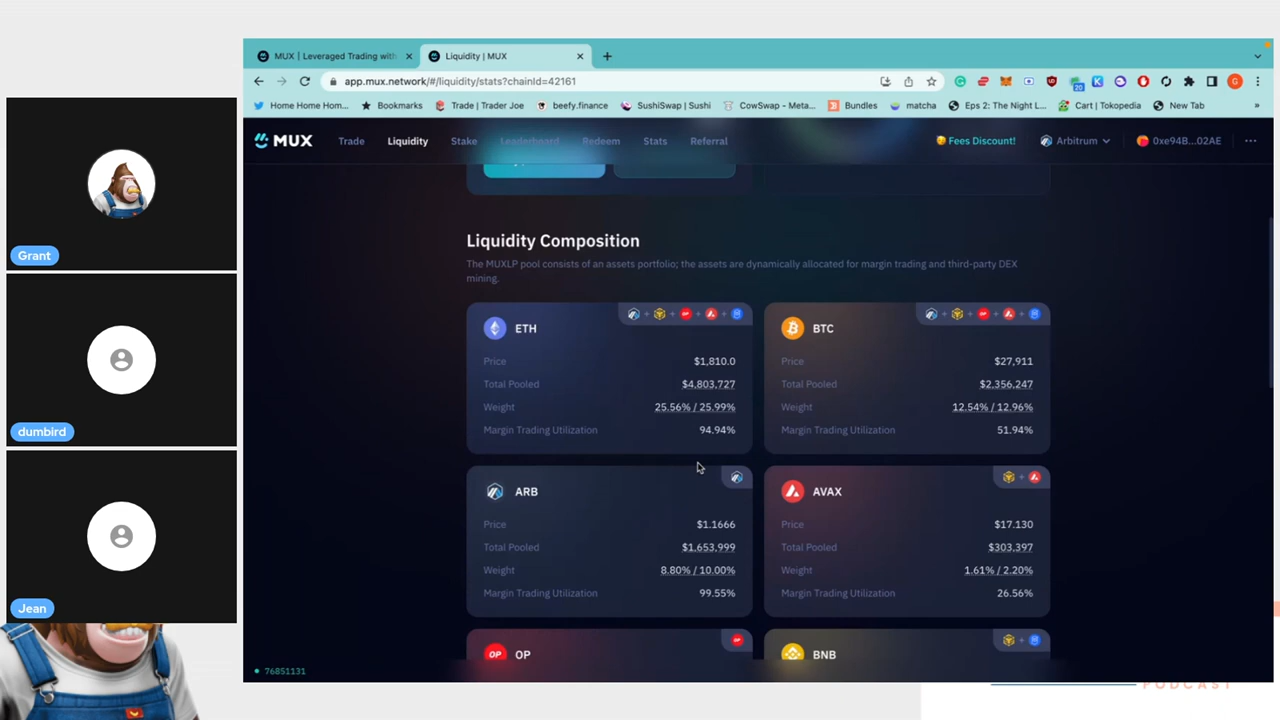 Grant
dumbird
Jean
MUX | Leveraged Trading with
Liquidity | MUX
app.mux.network/#/liquidity/stats?chainId=42161
20
G
Home Home Hom...
Bookmarks
Trade | Trader Joe
beefy.finance
SushiSwap | Sushi
CowSwap - Meta...
Bundles
matcha
Eps 2: The Night L...
Cart | Tokopedia
New Tab
»
MUX
Trade
Liquidity
Stake
Leaderboard
Redeem
Stats
Referral
Fees Discount!
Arbitrum
0xe94B...02AE
Liquidity Composition
The MUXLP pool consists of an assets portfolio; the assets are dynamically allocated for margin trading and third-party DEX
mining.
ETH
Price $1,810.0
Total Pooled $4,803,727
Weight 25.56% / 25.99%
Margin Trading Utilization 94.94%
BTC
Price $27,911
Total Pooled $2,356,247
Weight 12.54% / 12.96%
Margin Trading Utilization 51.94%
ARB
Price $1.1666
Total Pooled $1,653,999
Weight 8.80% / 10.00%
Margin Trading Utilization 99.55%
AVAX
Price $17.130
Total Pooled $303,397
Weight 1.61% / 2.20%
Margin Trading Utilization 26.56%
OP OP
BNB
76851131
PODCAST